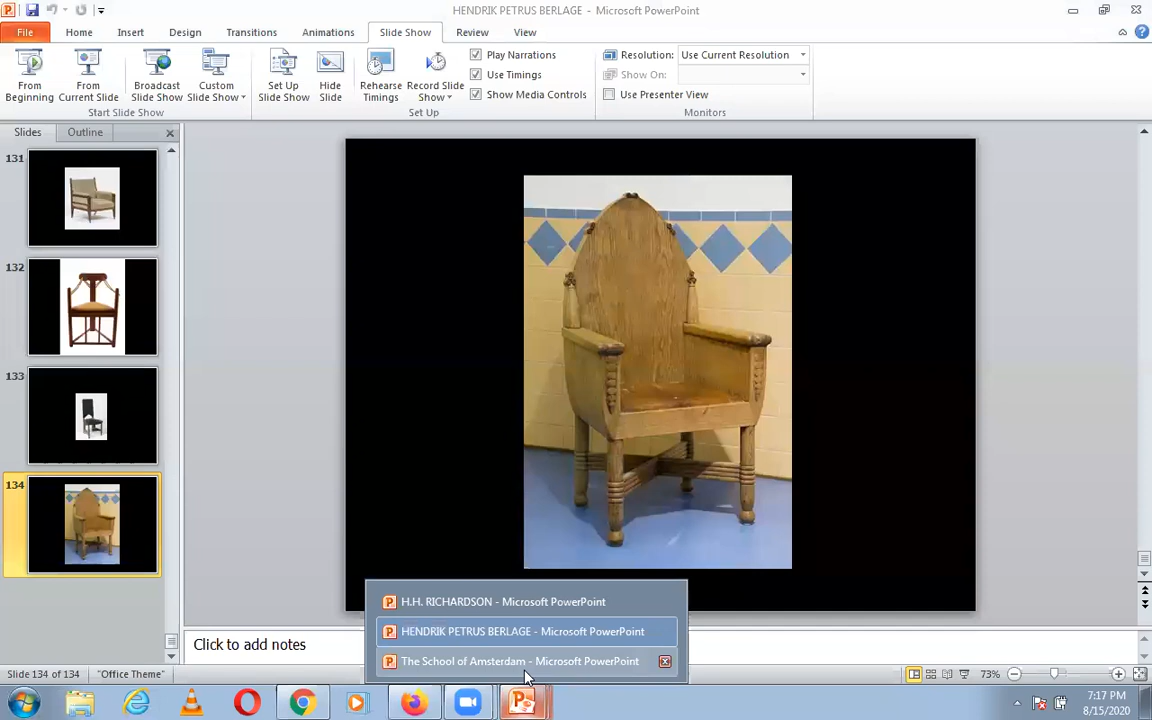 HENDRIK PETRUS BERLAGE - Microsoft PowerPoint
File Home Insert Design Transitions Animations Slide Show Review View
From Beginning
From Current Slide
Broadcast Slide Show
Custom Slide Show
Start Slide Show
Set Up Slide Show
Hide Slide
Rehearse Timings
Record Slide Show
Play Narrations
Use Timings
Show Media Controls
Set Up
Resolution: Use Current Resolution
Show On:
Use Presenter View
Monitors
Slides Outline
131
132
133
134
H.H. RICHARDSON - Microsoft PowerPoint
HENDRIK PETRUS BERLAGE - Microsoft PowerPoint
The School of Amsterdam - Microsoft PowerPoint
Click to add notes
Slide 134 of 134 "Office Theme" 73%
7:17 PM
8/15/2020